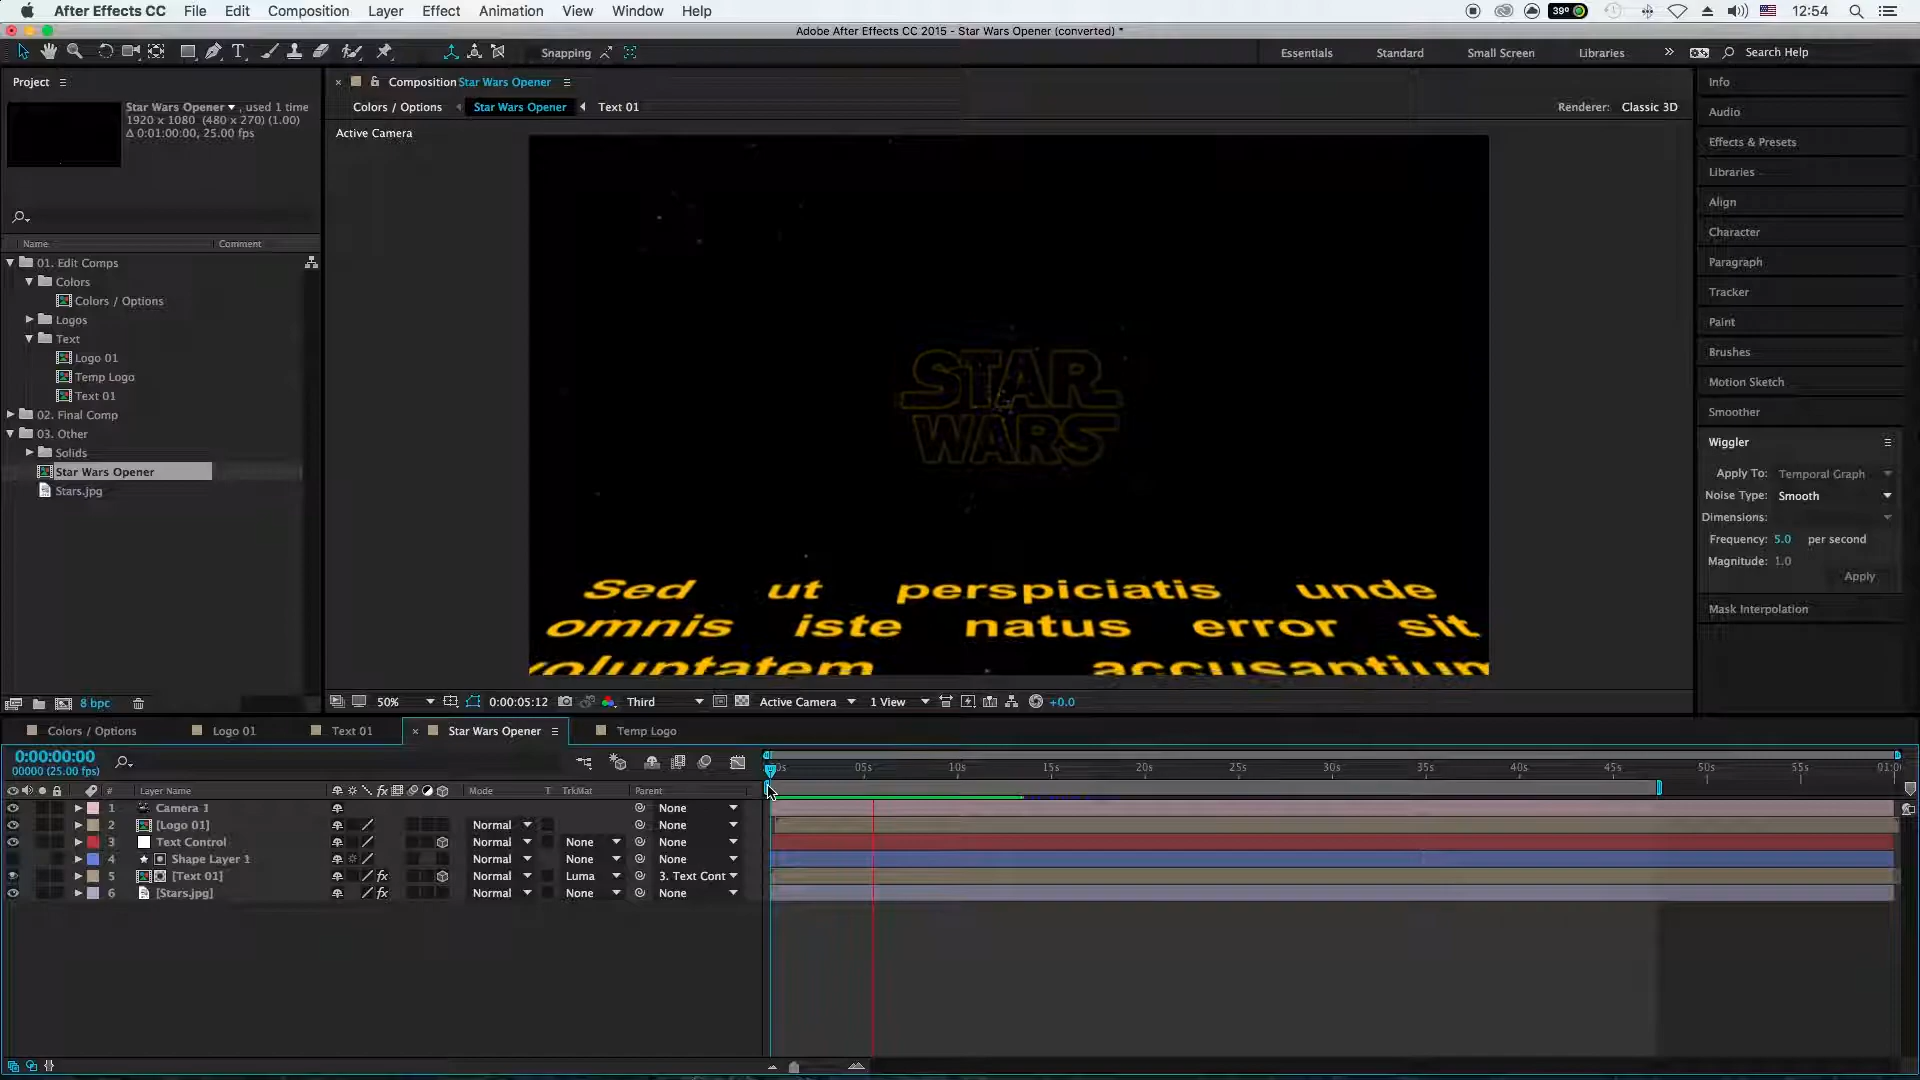 After Effects CC File Edit Composition Layer Effect Animation View Window Help 39° 12:54
Adobe After Effects CC 2015 - Star Wars Opener (converted) *
T Snapping Essentials Standard Small Screen Libraries » Search Help
Project
Star Wars Opener ▾ , used 1 time
1920 x 1080 (480 x 270) (1.00)
Δ 0:01:00:00, 25.00 fps
Name Comment
01. Edit Comps
Colors
Colors / Options
Logos
Text
Logo 01
Temp Logo
Text 01
02. Final Comp
03. Other
Solids
Star Wars Opener
Stars.jpg
8 bpc
× Composition Star Wars Opener
Colors / Options Star Wars Opener Text 01 Renderer: Classic 3D
Active Camera
STAR
WARS
Sed ut perspiciatis unde
omnis iste natus error sit
voluptatem accusantium
50% 0:00:05:12 Third Active Camera 1 View +0.0
Info
Audio
Effects & Presets
Libraries
Align
Character
Paragraph
Tracker
Paint
Brushes
Motion Sketch
Smoother
Wiggler
Apply To: Temporal Graph
Noise Type: Smooth
Dimensions:
Frequency: 5.0 per second
Magnitude: 1.0
Apply
Mask Interpolation
Colors / Options Logo 01 Text 01 × Star Wars Opener Temp Logo
0:00:00:00
00000 (25.00 fps)
05s 10s 15s 20s 25s 30s 35s 40s 45s 50s 55s 01:0
# Layer Name fx Mode T TrkMat Parent
1 Camera 1 None
2 [Logo 01] Normal None
3 Text Control Normal None None
4 Shape Layer 1 Normal None None
5 [Text 01] fx Normal Luma 3. Text Cont
6 [Stars.jpg] fx Normal None None